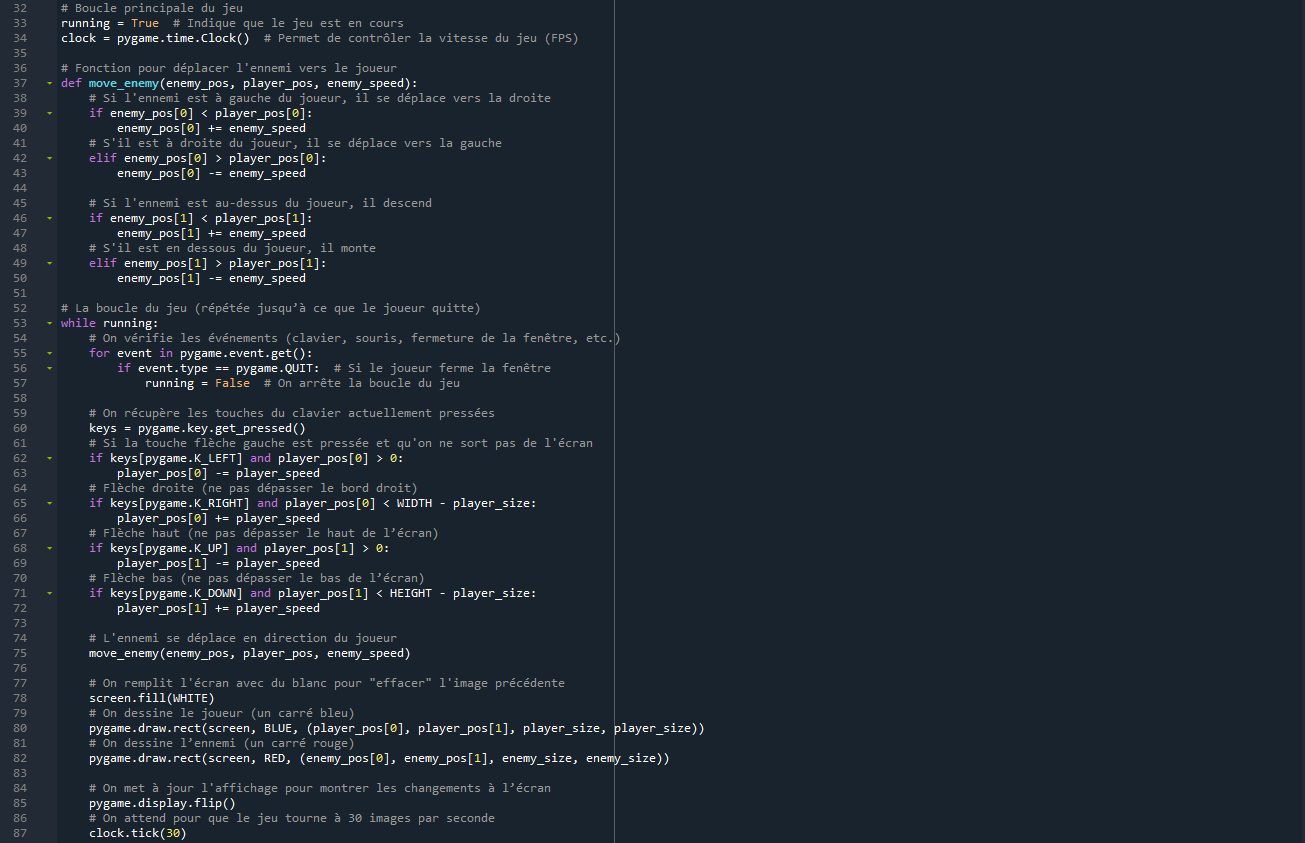 32 # Boucle principale du jeu
33 running = True  # Indique que le jeu est en cours
34 clock = pygame.time.Clock()  # Permet de contrôler la vitesse du jeu (FPS)
35
36 # Fonction pour déplacer l'ennemi vers le joueur
37 def move_enemy(enemy_pos, player_pos, enemy_speed):
38     # Si l'ennemi est à gauche du joueur, il se déplace vers la droite
39     if enemy_pos[0] < player_pos[0]:
40         enemy_pos[0] += enemy_speed
41     # S'il est à droite du joueur, il se déplace vers la gauche
42     elif enemy_pos[0] > player_pos[0]:
43         enemy_pos[0] -= enemy_speed
44
45     # Si l'ennemi est au-dessus du joueur, il descend
46     if enemy_pos[1] < player_pos[1]:
47         enemy_pos[1] += enemy_speed
48     # S'il est en dessous du joueur, il monte
49     elif enemy_pos[1] > player_pos[1]:
50         enemy_pos[1] -= enemy_speed
51
52 # La boucle du jeu (répétée jusqu’à ce que le joueur quitte)
53 while running:
54     # On vérifie les événements (clavier, souris, fermeture de la fenêtre, etc.)
55     for event in pygame.event.get():
56         if event.type == pygame.QUIT:  # Si le joueur ferme la fenêtre
57             running = False  # On arrête la boucle du jeu
58
59     # On récupère les touches du clavier actuellement pressées
60     keys = pygame.key.get_pressed()
61     # Si la touche flèche gauche est pressée et qu'on ne sort pas de l'écran
62     if keys[pygame.K_LEFT] and player_pos[0] > 0:
63         player_pos[0] -= player_speed
64     # Flèche droite (ne pas dépasser le bord droit)
65     if keys[pygame.K_RIGHT] and player_pos[0] < WIDTH - player_size:
66         player_pos[0] += player_speed
67     # Flèche haut (ne pas dépasser le haut de l’écran)
68     if keys[pygame.K_UP] and player_pos[1] > 0:
69         player_pos[1] -= player_speed
70     # Flèche bas (ne pas dépasser le bas de l’écran)
71     if keys[pygame.K_DOWN] and player_pos[1] < HEIGHT - player_size:
72         player_pos[1] += player_speed
73
74     # L'ennemi se déplace en direction du joueur
75     move_enemy(enemy_pos, player_pos, enemy_speed)
76
77     # On remplit l'écran avec du blanc pour "effacer" l'image précédente
78     screen.fill(WHITE)
79     # On dessine le joueur (un carré bleu)
80     pygame.draw.rect(screen, BLUE, (player_pos[0], player_pos[1], player_size, player_size))
81     # On dessine l’ennemi (un carré rouge)
82     pygame.draw.rect(screen, RED, (enemy_pos[0], enemy_pos[1], enemy_size, enemy_size))
83
84     # On met à jour l'affichage pour montrer les changements à l’écran
85     pygame.display.flip()
86     # On attend pour que le jeu tourne à 30 images par seconde
87     clock.tick(30)